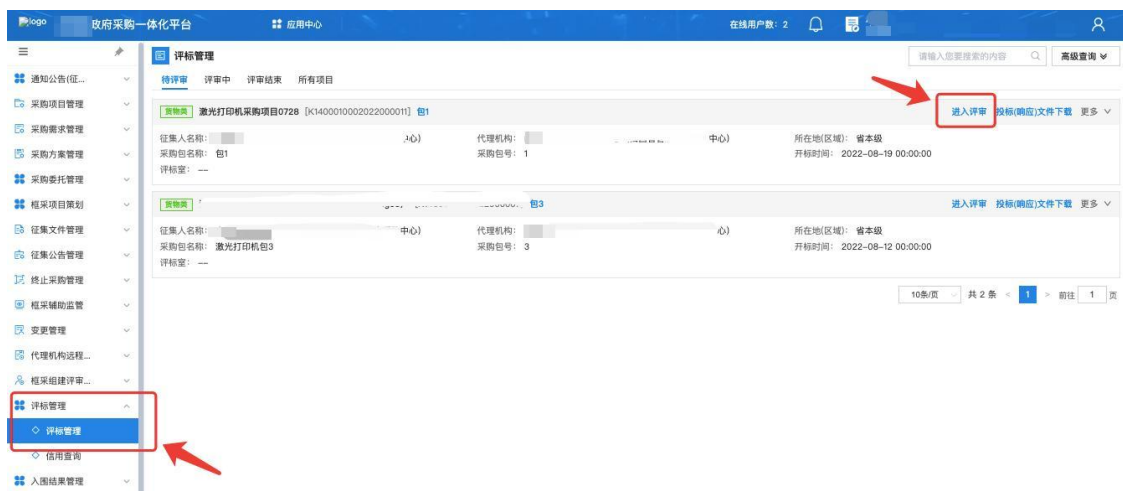 logo
政府采购一体化平台
应用中心
在线用户数：2
通知公告(征...
采购项目管理
采购需求管理
采购方案管理
采购委托管理
框采项目策划
征集文件管理
征集公告管理
终止采购管理
框采辅助监管
变更管理
代理机构远程...
框采组建评审...
评标管理
评标管理
信用查询
入围结果管理
评标管理
请输入您要搜索的内容
高级查询
待评审 评审中 评审结束 所有项目
货物类 激光打印机采购项目0728 [K1400010002022000011] 包1
进入评审 投标(响应)文件下载 更多
征集人名称： 中心) 代理机构： 中心) 所在地(区域)： 省本级
采购包名称： 包1 采购包号： 1 开标时间： 2022-08-19 00:00:00
评标室： --
货物类 包3
进入评审 投标(响应)文件下载 更多
征集人名称： 中心) 代理机构： 心) 所在地(区域)： 省本级
采购包名称： 激光打印机包3 采购包号： 3 开标时间： 2022-08-12 00:00:00
评标室： --
10条/页 共 2 条 < 1 > 前往 1 页